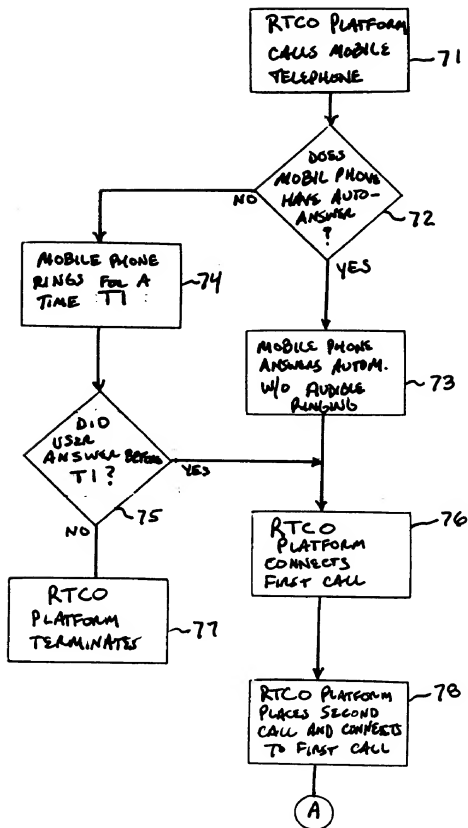 RTCO PLATFORM
CALLS MOBILE
TELEPHONE
71
DOES
MOBIL PHONE
HAVE AUTO-
ANSWER
?
72
NO
YES
MOBILE PHONE
RINGS FOR A
TIME T1
74
MOBILE PHONE
ANSWERS AUTOM.
W/O AUDIBLE
RINGING
73
DID
USER
ANSWER BEFORE
T1?
75
YES
NO
RTCO
PLATFORM
CONNECTS
FIRST CALL
76
RTCO
PLATFORM
TERMINATES
77
RTCO PLATFORM
PLACES SECOND
CALL AND CONNECTS
TO FIRST CALL
78
A